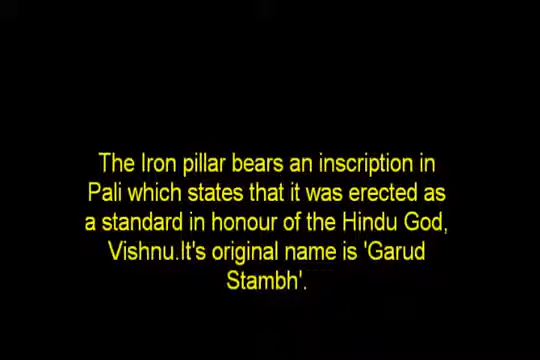 The Iron pillar bears an inscription in
Pali which states that it was erected as
a standard in honour of the Hindu God,
Vishnu.It's original name is 'Garud
Stambh'.